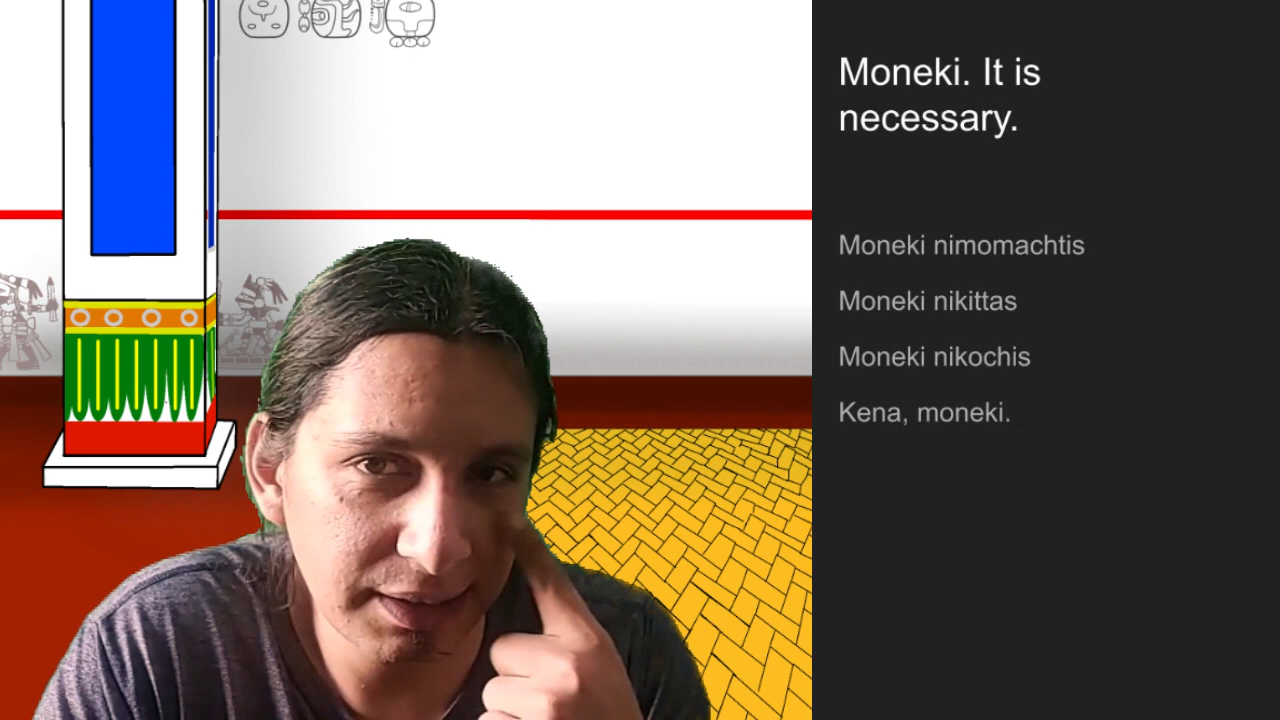 Moneki. It is
necessary.
Moneki nimomachtis
Moneki nikittas
Moneki nikochis
Kena, moneki.